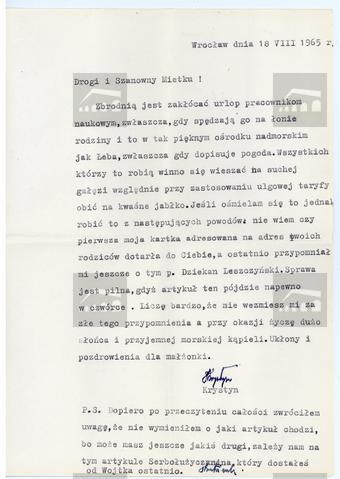 Wrocław dnia 18 VIII 1965 r.
Drogi i Szanowny Mietku !
Zbrodnią jest zakłócać urlop pracownikom
naukowym,zwłaszcza,gdy spędzają go na łonie
rodziny i to w tak pięknym ośrodku nadmorskim
jak Łeba,zwłaszcza gdy dopisuje pogoda.Wszystkich
którzy to robią winno się wieszać na suchej
gałęzi względnie przy zastosowaniu ulgowej taryfy
obić na kwaśne jabłko.Jeśli ośmielam się to jednak
robić to z następujących powodów: nie wiem czy
pierwsza moja kartka adresowana na adres Twoich
rodziców dotarła do Ciebie,a ostatnio przypomniał
mi jeszcze o tym p. Dziekan Leszczyński.Sprawa
jest pilna,gdyż artykuł ten pójdzie napewno
w czwórce . Liczę bardzo,że nie wezmiesz mi za
złe tego przypomnienia a przy okazji życzę dużo
słońca i przyjemnej morskiej kąpieli.Ukłony i
pozdrowienia dla małżonki.
Krystyn
Krystyn
P.S. Dopiero po przeczytaniu całości zwróciłem
uwagę,że nie wymieniłem o jaki artykuł chodzi,
bo może masz jeszcze jakiś drugi,zależy nam na
tym artykule Serbołużyczanina,który dostałeś
od Wojtka ostatnio.